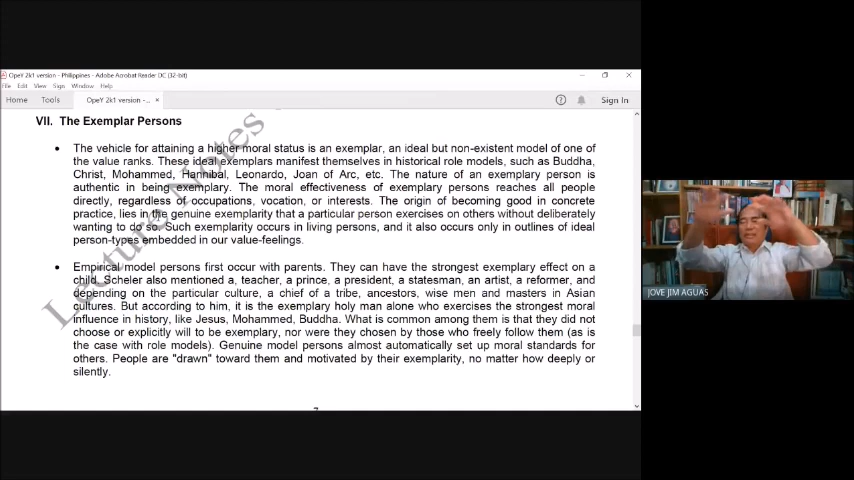 OpeY 2k1 version - Philippines - Adobe Acrobat Reader DC (32-bit)
File Edit View Sign Window Help
Home Tools OpeY 2k1 version -... × Sign In
VII. The Exemplar Persons
• The vehicle for attaining a higher moral status is an exemplar, an ideal but non-existent model of one of
the value ranks. These ideal exemplars manifest themselves in historical role models, such as Buddha,
Christ, Mohammed, Hannibal, Leonardo, Joan of Arc, etc. The nature of an exemplary person is
authentic in being exemplary. The moral effectiveness of exemplary persons reaches all people
directly, regardless of occupations, vocation, or interests. The origin of becoming good in concrete
practice, lies in the genuine exemplarity that a particular person exercises on others without deliberately
wanting to do so. Such exemplarity occurs in living persons, and it also occurs only in outlines of ideal
person-types embedded in our value-feelings.
• Empirical model persons first occur with parents. They can have the strongest exemplary effect on a
child. Scheler also mentioned a, teacher, a prince, a president, a statesman, an artist, a reformer, and
depending on the particular culture, a chief of a tribe, ancestors, wise men and masters in Asian
cultures. But according to him, it is the exemplary holy man alone who exercises the strongest moral
influence in history, like Jesus, Mohammed, Buddha. What is common among them is that they did not
choose or explicitly will to be exemplary, nor were they chosen by those who freely follow them (as is
the case with role models). Genuine model persons almost automatically set up moral standards for
others. People are "drawn" toward them and motivated by their exemplarity, no matter how deeply or
silently.
Lecture Notes
JOVE JIM AGUAS